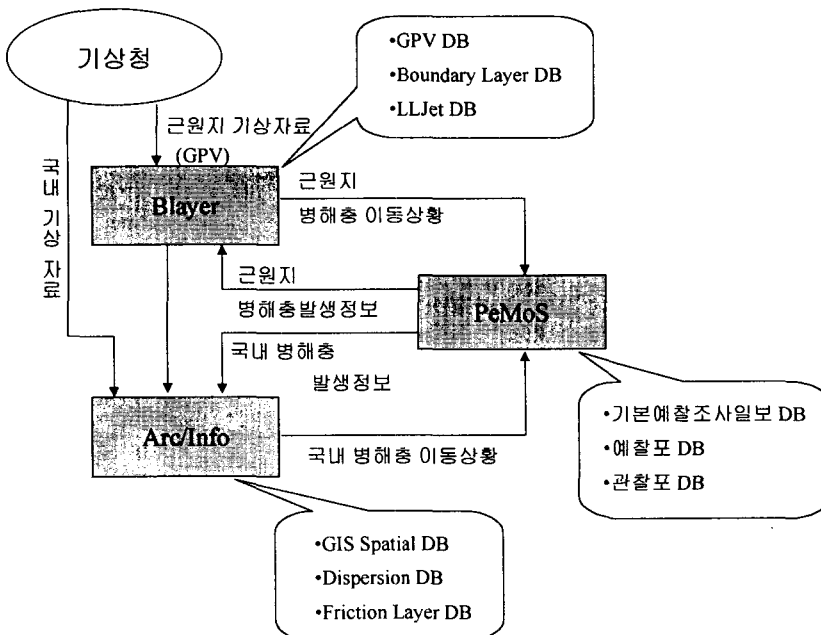 기상청
•GPV DB
•Boundary Layer DB
•LLJet DB
근원지 기상자료
(GPV)
국내 기상 자료
Blayer
근원지
병해충 이동상황
근원지
병해충발생정보
PeMoS
국내 병해충
발생정보
Arc/Info
국내 병해충 이동상황
•기본예찰조사일보 DB
•예찰포 DB
•관찰포 DB
•GIS Spatial DB
•Dispersion DB
•Friction Layer DB